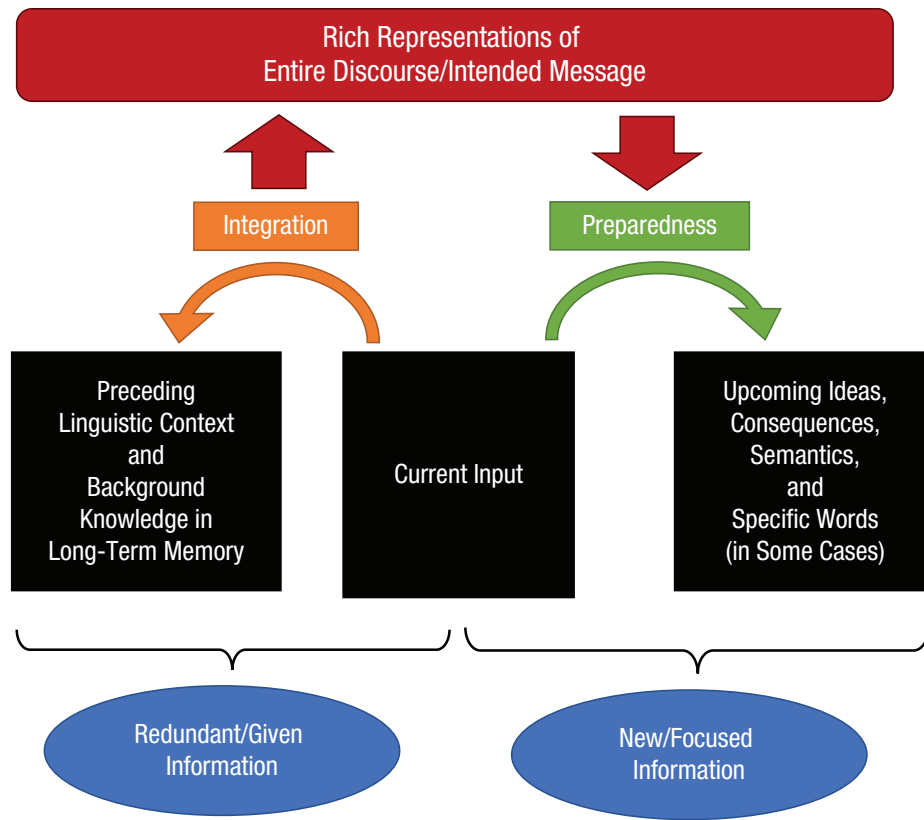 Rich Representations of
Entire Discourse/Intended Message
Integration
Preparedness
Preceding
Linguistic Context
and
Background
Knowledge in
Long-Term Memory
Current Input
Upcoming Ideas,
Consequences,
Semantics,
and
Specific Words
(in Some Cases)
Redundant/Given
Information
New/Focused
Information